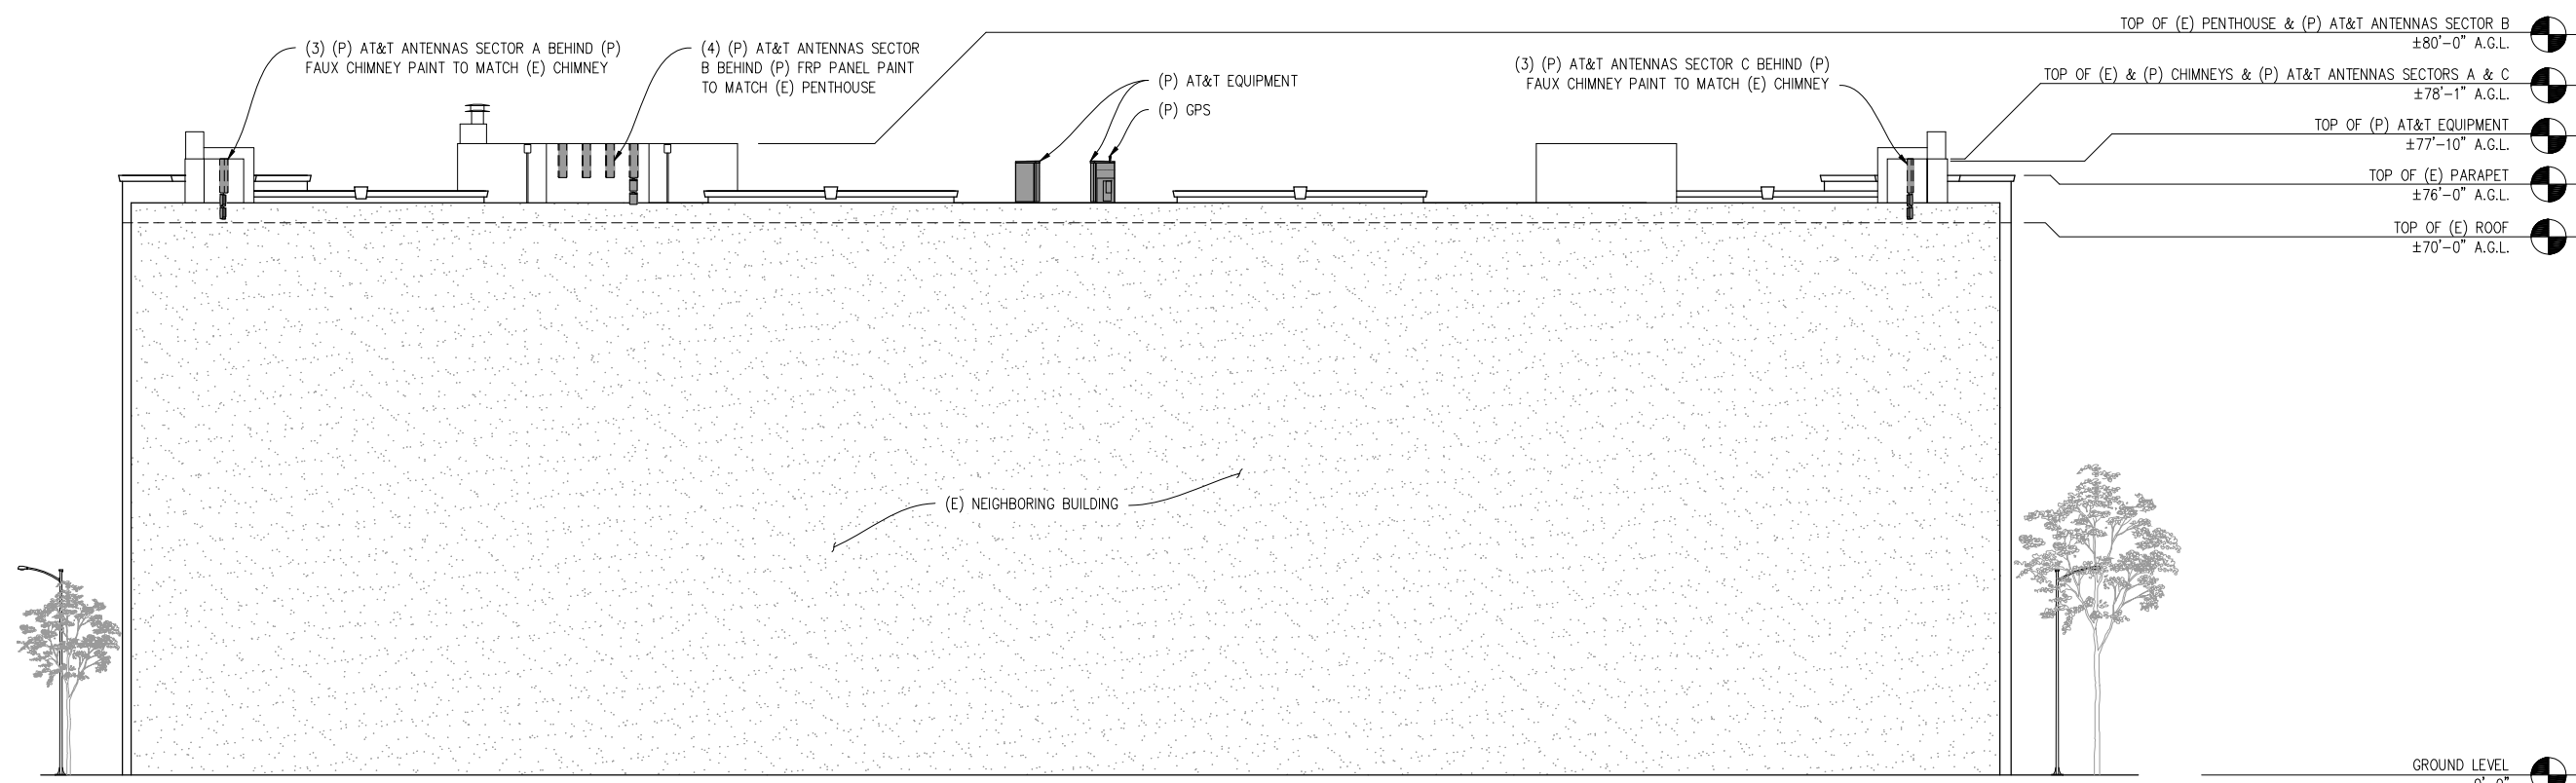 TOP OF (E) PENTHOUSE & (P) AT&T ANTENNAS SECTOR B
±80'-0" A.G.L.
(3) (P) AT&T ANTENNAS SECTOR A BEHIND (P)
FAUX CHIMNEY PAINT TO MATCH (E) CHIMNEY
(4) (P) AT&T ANTENNAS SECTOR
B BEHIND (P) FRP PANEL PAINT
TO MATCH (E) PENTHOUSE
(P) AT&T EQUIPMENT
(P) GPS
(3) (P) AT&T ANTENNAS SECTOR C BEHIND (P)
FAUX CHIMNEY PAINT TO MATCH (E) CHIMNEY
TOP OF (E) & (P) CHIMNEYS & (P) AT&T ANTENNAS SECTORS A & C
±78'-1" A.G.L.
TOP OF (P) AT&T EQUIPMENT
±77'-10" A.G.L.
TOP OF (E) PARAPET
±76'-0" A.G.L.
TOP OF (E) ROOF
±70'-0" A.G.L.
(E) NEIGHBORING BUILDING
GROUND LEVEL